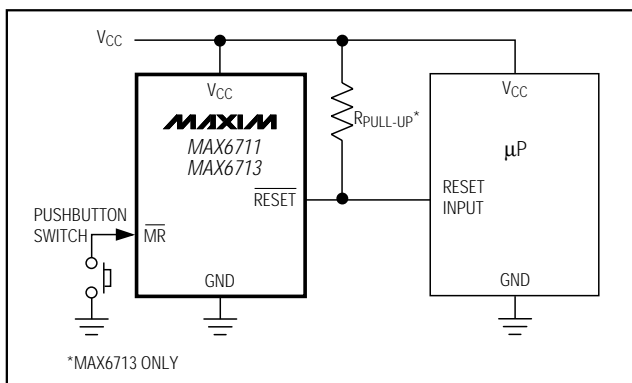 VCC
VCC
MAXIM
MAX6711
MAX6713
RPULL-UP*
VCC
μP
RESET
RESET
INPUT
PUSHBUTTON
SWITCH
MR
GND
GND
*MAX6713 ONLY